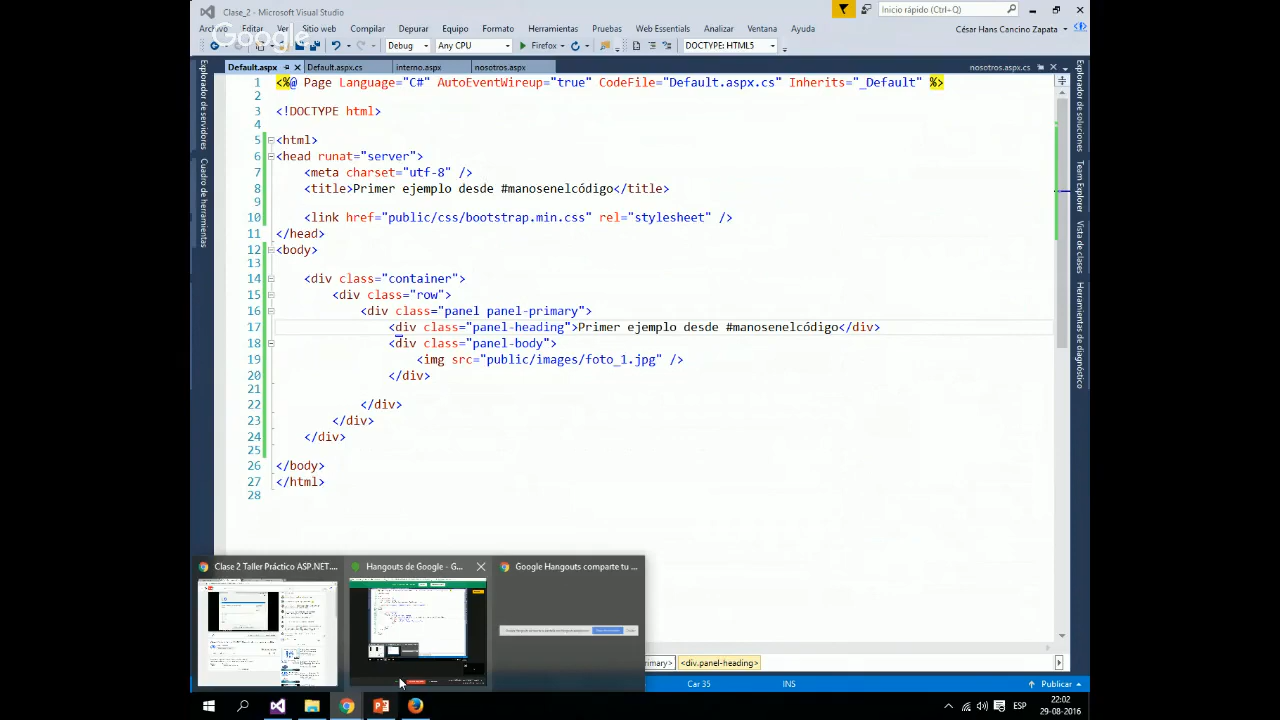 Clase_2 - Microsoft Visual Studio
Inicio rápido (Ctrl+Q)
Archivo Editar Ver Sitio web Compilar Depurar Equipo Formato Herramientas Pruebas Web Essentials Analizar Ventana Ayuda
César Hans Cancino Zapata
Google
Debug Any CPU Firefox DOCTYPE: HTML5
Default.aspx Default.aspx.cs interno.aspx nosotros.aspx nosotros.aspx.cs
Explorador de servidores
Cuadro de herramientas
1 <%@ Page Language="C#" AutoEventWireup="true" CodeFile="Default.aspx.cs" Inherits="_Default" %>
2
3 <!DOCTYPE html>
4
5 <html>
6 <head runat="server">
7 <meta charset="utf-8" />
8 <title>Primer ejemplo desde #manosenelcódigo</title>
9
10 <link href="public/css/bootstrap.min.css" rel="stylesheet" />
11 </head>
12 <body>
13
14 <div class="container">
15 <div class="row">
16 <div class="panel panel-primary">
17 <div class="panel-heading">Primer ejemplo desde #manosenelcódigo</div>
18 <div class="panel-body">
19 <img src="public/images/foto_1.jpg" />
20 </div>
21
22 </div>
23 </div>
24 </div>
25
26 </body>
27 </html>
28
Explorador de soluciones
Team Explorer
Vista de clases
Herramientas de diagnóstico
Clase 2 Taller Práctico ASP.NET...
Hangouts de Google - G...
Google Hangouts comparte tu ...
<div.panel-heading>
Car 35 INS Publicar
ESP
22:02
29-08-2016